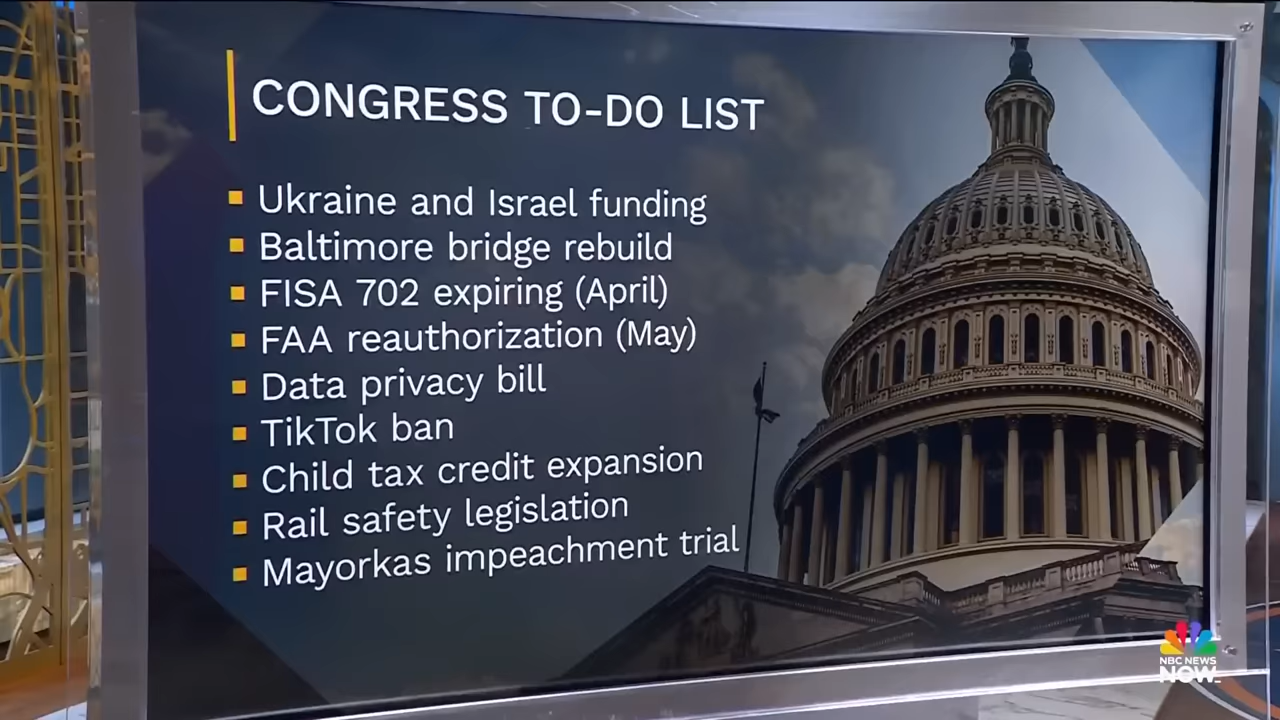 CONGRESS TO-DO LIST
Ukraine and Israel funding
Baltimore bridge rebuild
FISA 702 expiring (April)
FAA reauthorization (May)
Data privacy bill
TikTok ban
Child tax credit expansion
Rail safety legislation
Mayorkas impeachment trial
NBC NEWS
NOW